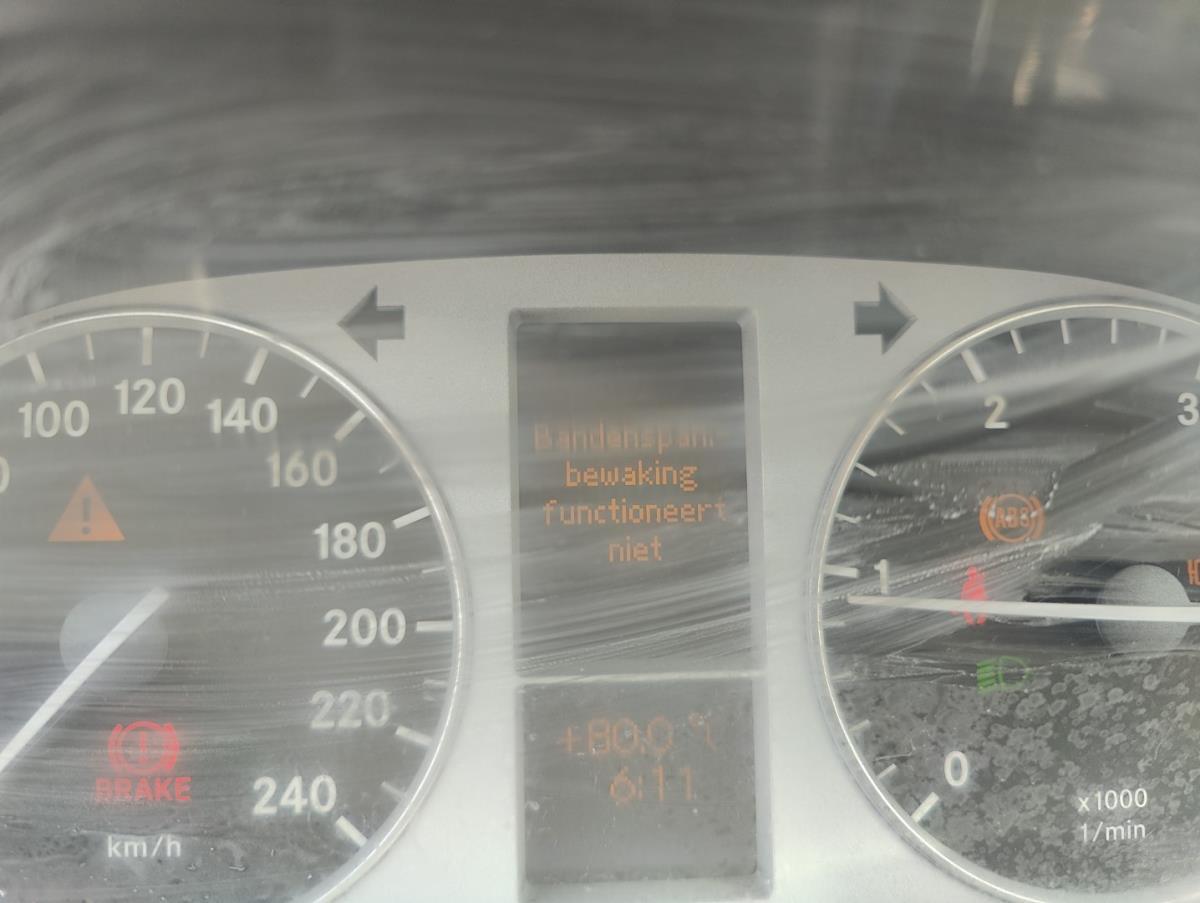 100
120
140
160
180
200
220
240
km/h
BRAKE
bewaking
functioneert
niet
+80.0 °C
6:11
3
2
1
0
ABS
x1000
1/min